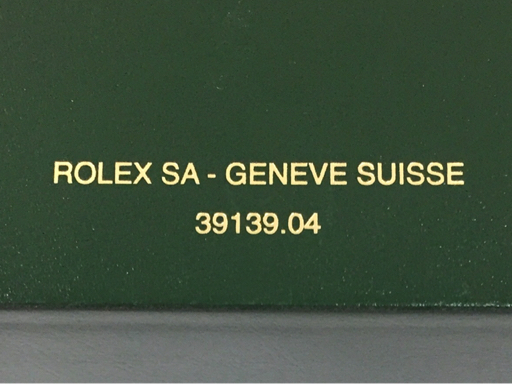 ROLEX SA - GENEVE SUISSE
39139.04